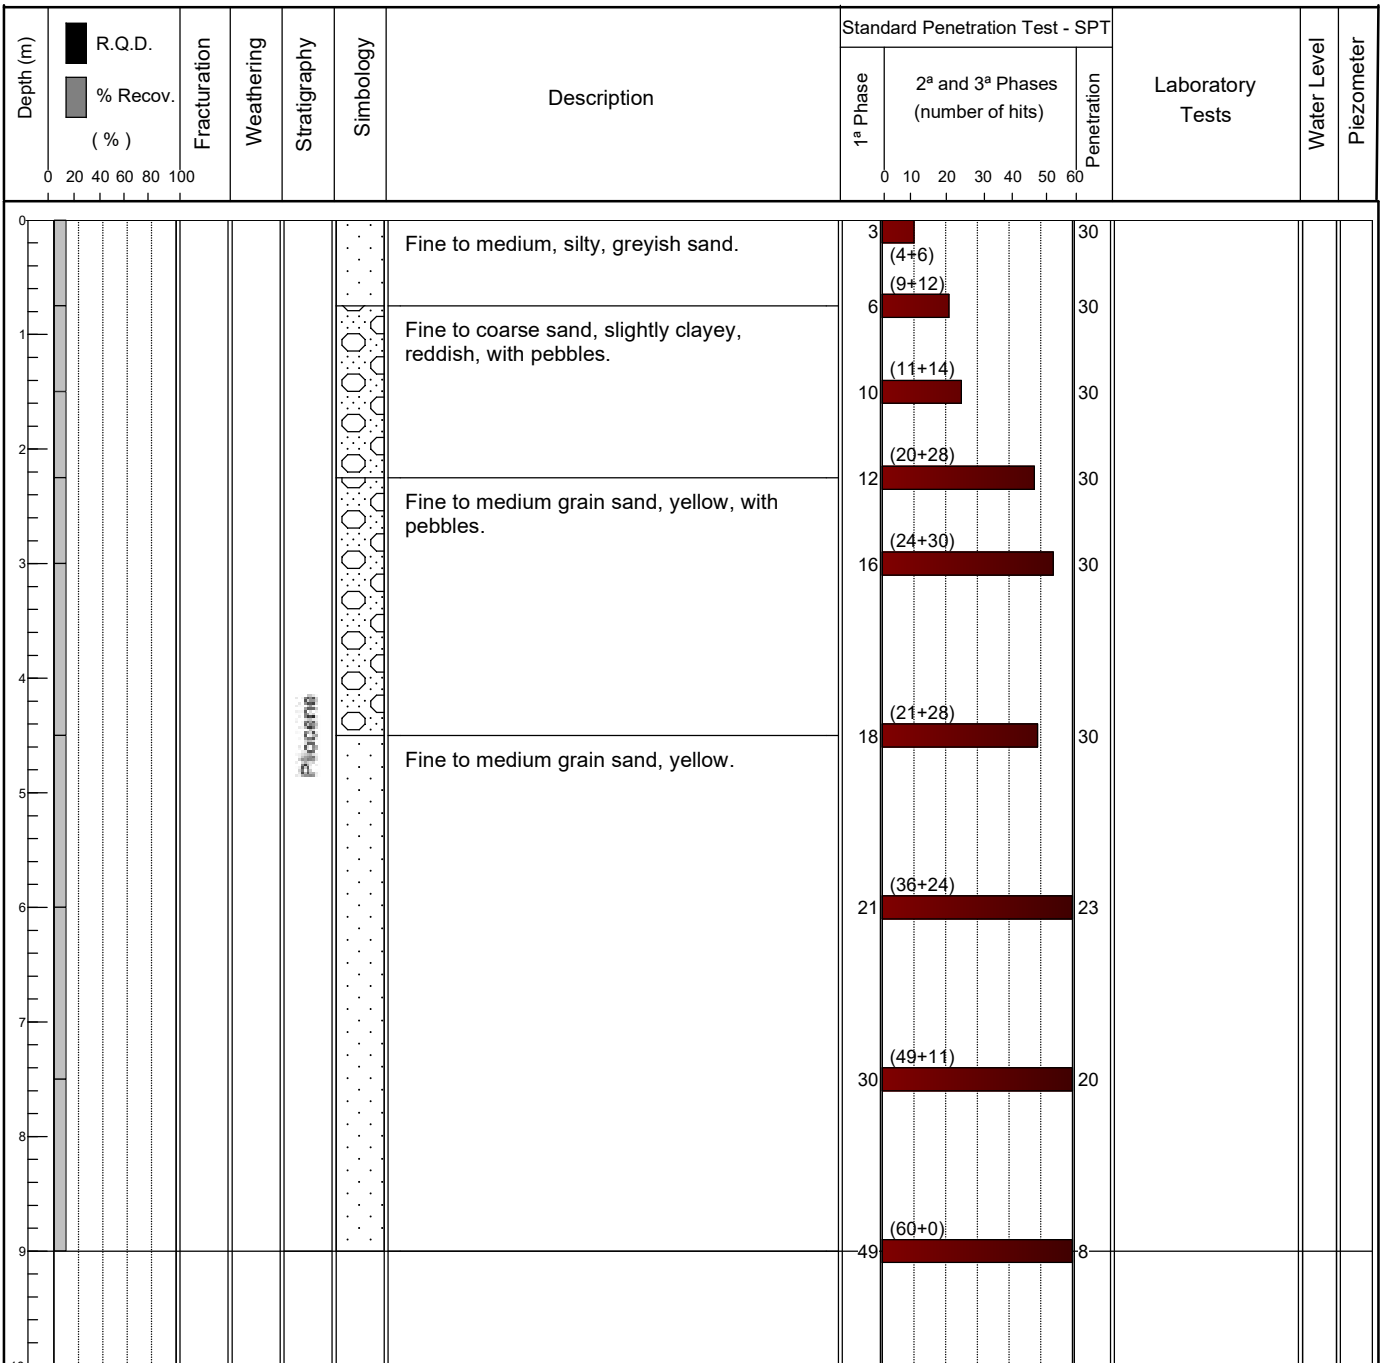 Depth (m)
R.Q.D.
% Recov.
( % )
0 20 40 60 80 100
Fracturation
Weathering
Stratigraphy
Simbology
Description
Standard Penetration Test - SPT
1ª Phase
2ª and 3ª Phases
(number of hits)
0 10 20 30 40 50 60
Penetration
Laboratory
Tests
Water Level
Piezometer
0
Fine to medium, silty, greyish sand.
3
(4+6)
30
(9+12)
6
30
1
Fine to coarse sand, slightly clayey,
reddish, with pebbles.
(11+14)
10
30
2
(20+28)
12
30
Fine to medium grain sand, yellow, with
pebbles.
(24+30)
3
16
30
4
Pliocene
(21+28)
18
30
Fine to medium grain sand, yellow.
5
(36+24)
6
21
23
7
(49+11)
30
20
8
(60+0)
9
49
8